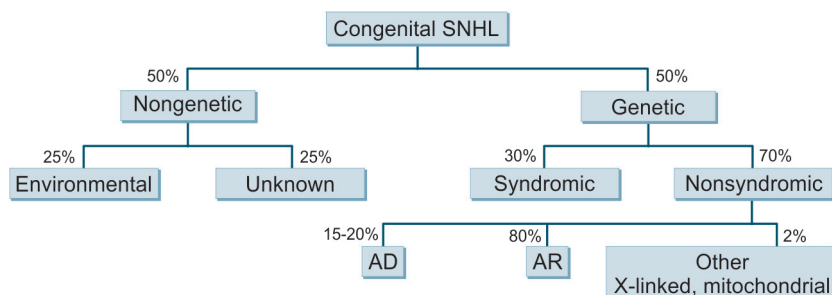 Congenital SNHL
50%
50%
Nongenetic
Genetic
25%
25%
30%
70%
Environmental
Unknown
Syndromic
Nonsyndromic
15-20%
80%
2%
AD
AR
Other
X-linked, mitochondrial